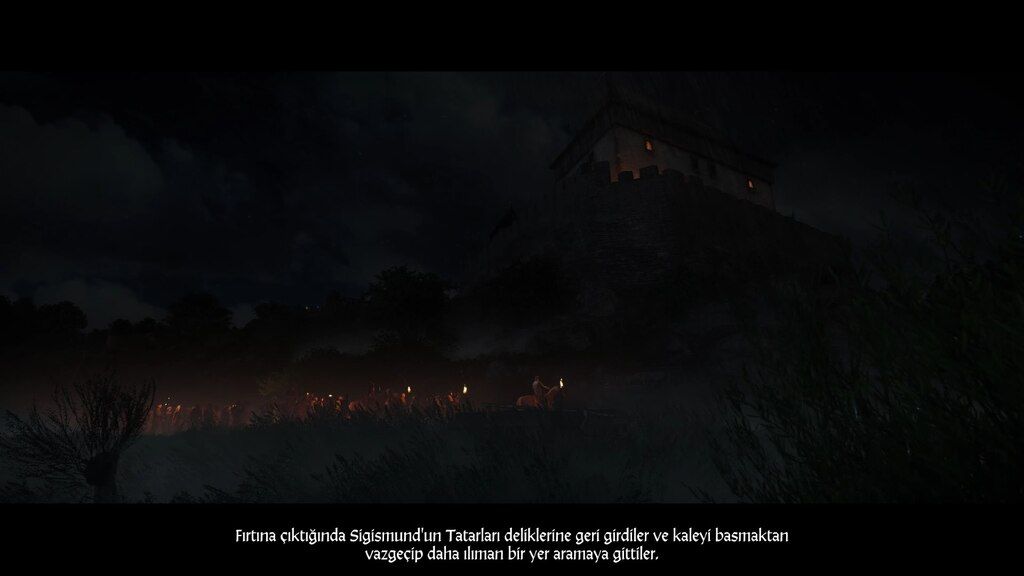 Fırtına çıktığında Sigismund'un Tatarları deliklerine geri girdiler ve kaleyi basmaktan
vazgeçip daha ılıman bir yer aramaya gittiler.